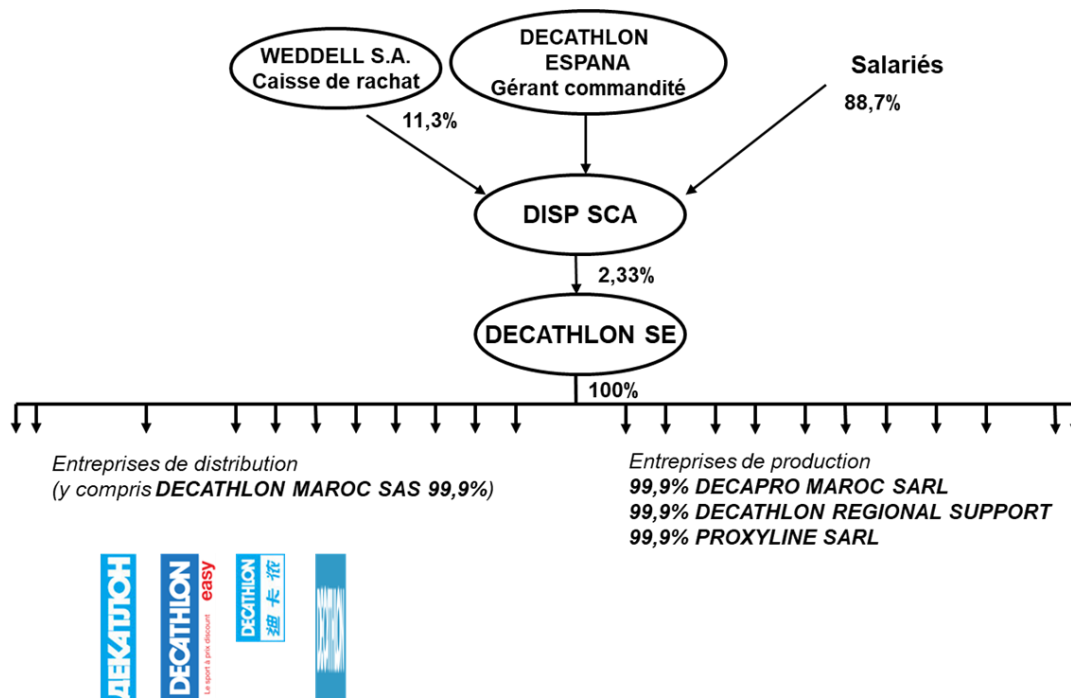 WEDDELL S.A.
Caisse de rachat
DECATHLON
ESPANA
Gérant commandité
Salariés
11,3%
88,7%
DISP SCA
2,33%
DECATHLON SE
100%
Entreprises de distribution
(y compris DECATHLON MAROC SAS 99,9%)
Entreprises de production
99,9% DECAPRO MAROC SARL
99,9% DECATHLON REGIONAL SUPPORT
99,9% PROXYLINE SARL
ДЕКАТЛОН
DECATHLON
easy
Le sport à prix discount
DECATHLON
迪卡侬
DECATHLON